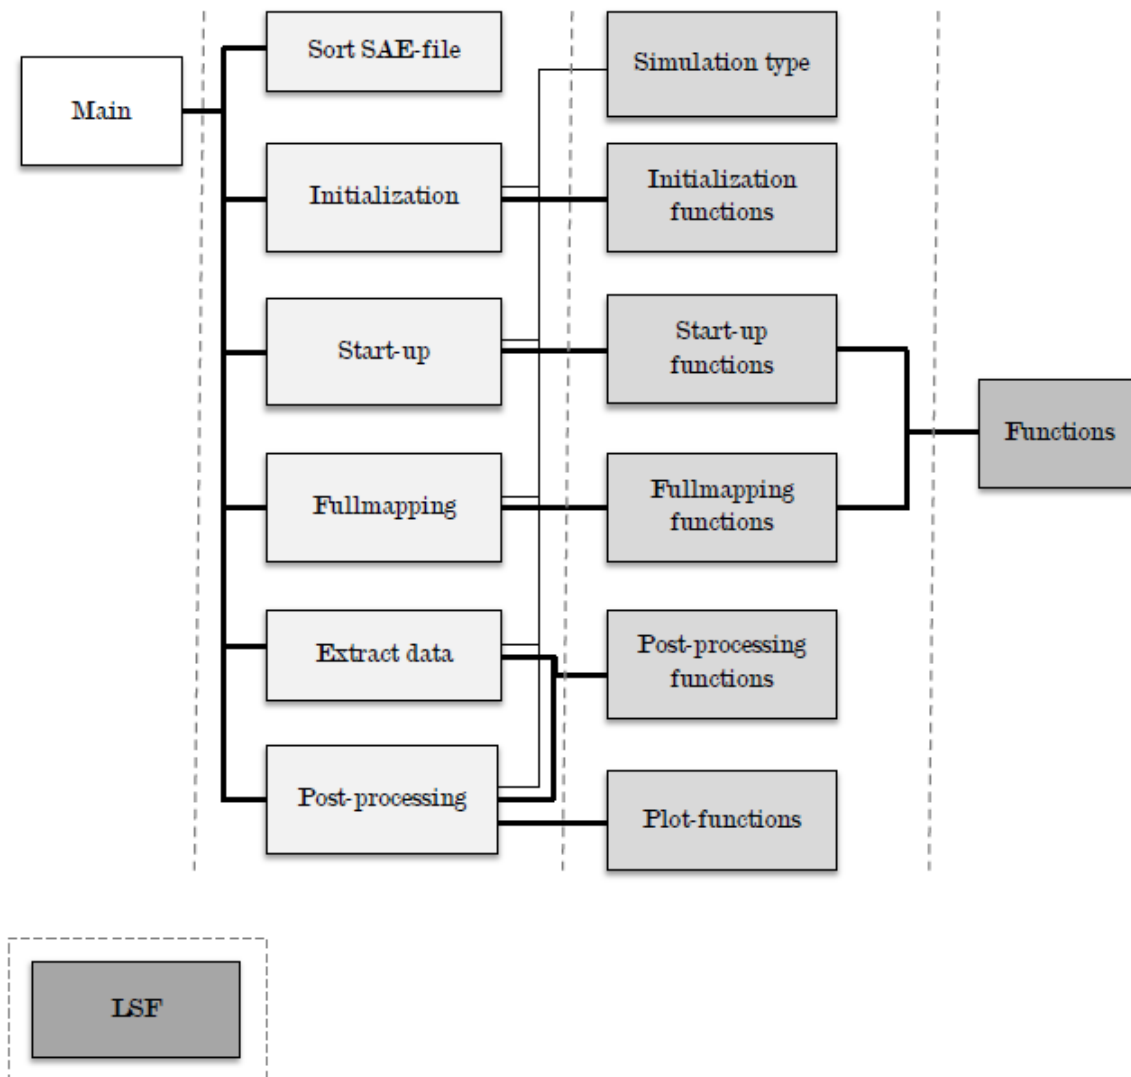 Main
Sort SAE-file
Initialization
Start-up
Fullmapping
Extract data
Post-processing
Simulation type
Initialization
functions
Start-up
functions
Fullmapping
functions
Post-processing
functions
Plot-functions
Functions
LSF